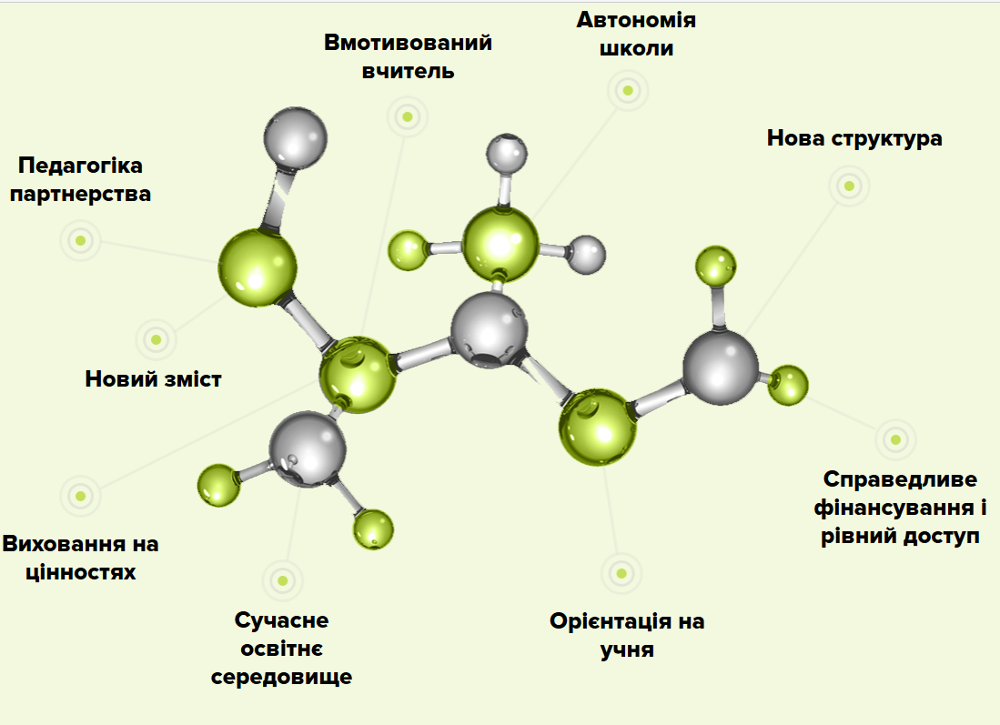 Автономія
школи
Вмотивований
вчитель
Нова структура
Педагогіка
партнерства
Новий зміст
Справедливе
фінансування і
рівний доступ
Виховання на
цінностях
Сучасне
освітнє
середовище
Орієнтація на
учня